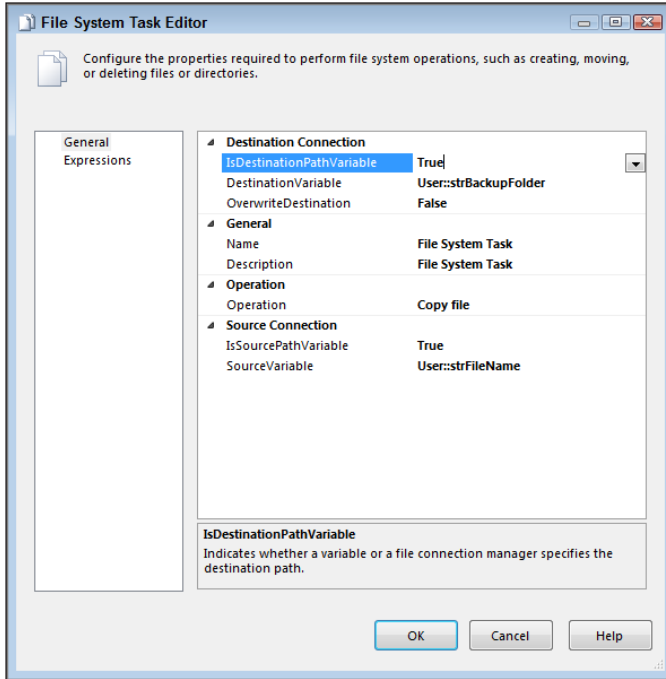 File System Task Editor
Configure the properties required to perform file system operations, such as creating, moving,
or deleting files or directories.
General
Expressions
Destination Connection
IsDestinationPathVariable True
DestinationVariable User::strBackupFolder
OverwriteDestination False
General
Name File System Task
Description File System Task
Operation
Operation Copy file
Source Connection
IsSourcePathVariable True
SourceVariable User::strFileName
IsDestinationPathVariable
Indicates whether a variable or a file connection manager specifies the
destination path.
OK Cancel Help